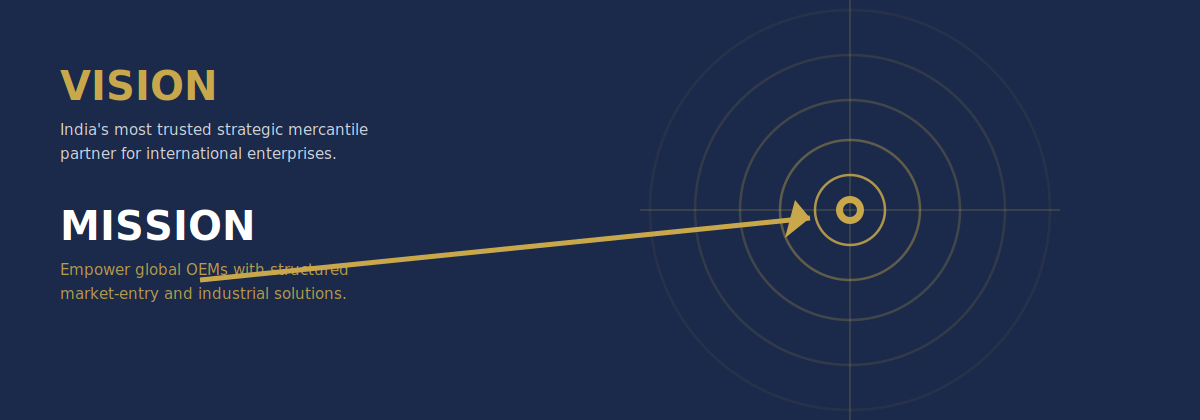 VISION
India's most trusted strategic mercantile
partner for international enterprises.
MISSION
Empower global OEMs with structured
market-entry and industrial solutions.